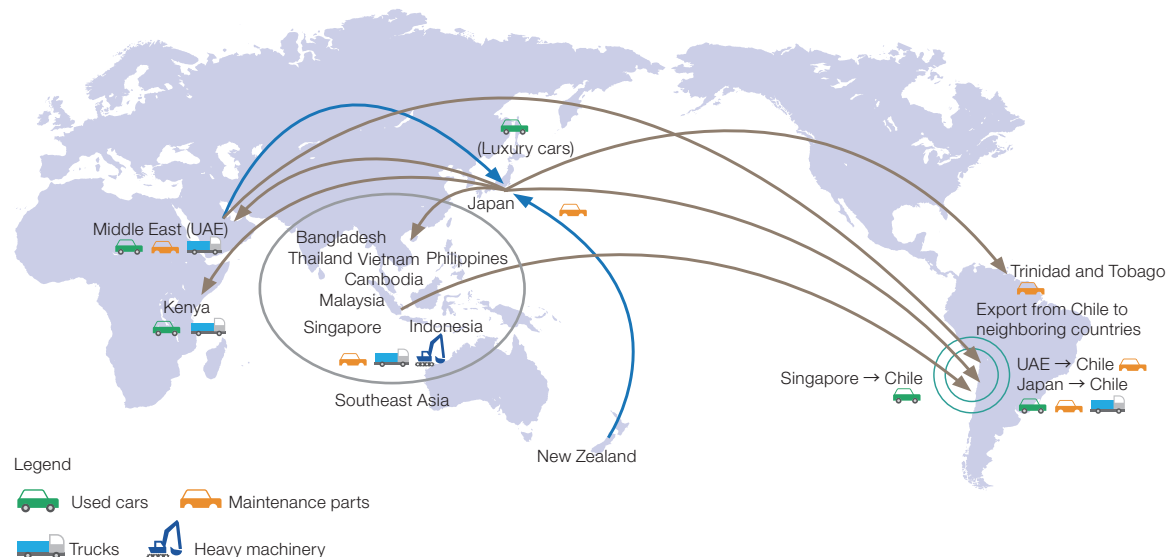 (Luxury cars)
Japan
Middle East (UAE)
Bangladesh
Thailand Vietnam Philippines
Cambodia
Malaysia
Kenya
Singapore Indonesia
Southeast Asia
New Zealand
Trinidad and Tobago
Export from Chile to
neighboring countries
UAE → Chile
Japan → Chile
Singapore → Chile
Legend
Used cars Maintenance parts
Trucks Heavy machinery